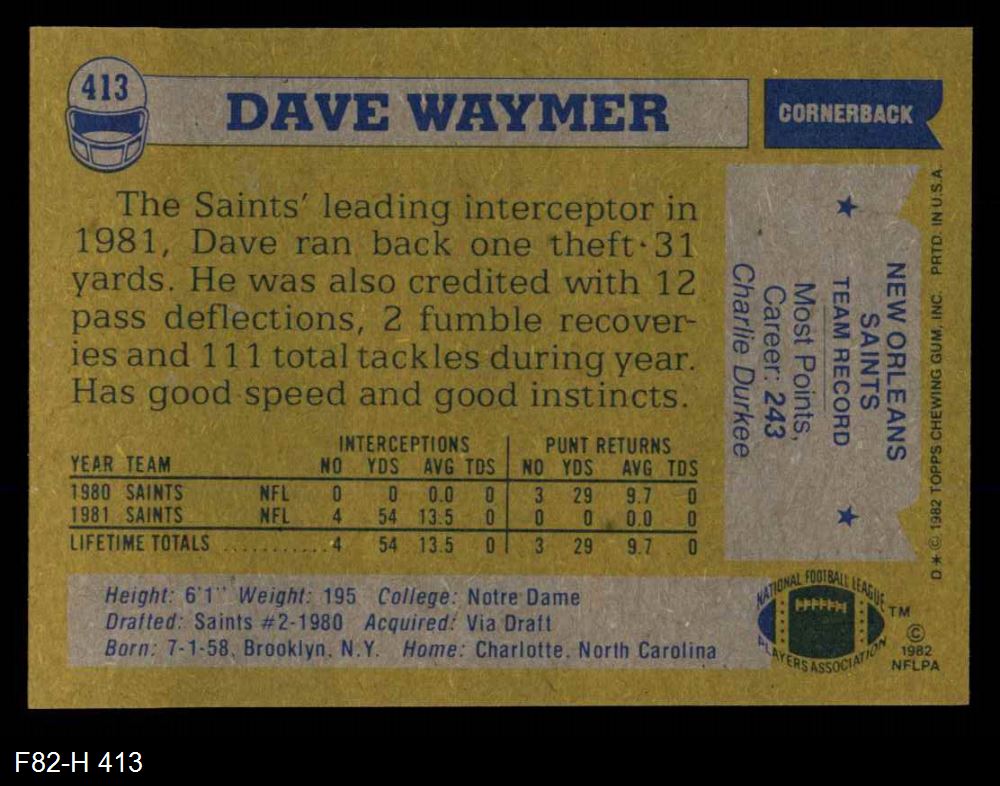 413
DAVE WAYMER
CORNERBACK
The Saints' leading interceptor in
1981, Dave ran back one theft 31
yards. He was also credited with 12
pass deflections, 2 fumble recover-
ies and 111 total tackles during year.
Has good speed and good instincts.
INTERCEPTIONS PUNT RETURNS
YEAR TEAM NO YDS AVG TDS NO YDS AVG TDS
1980 SAINTS NFL 0 0 0.0 0 3 29 9.7 0
1981 SAINTS NFL 4 54 13.5 0 0 0 0.0 0
LIFETIME TOTALS ........... 4 54 13.5 0 3 29 9.7 0
Height: 6'1" Weight: 195 College: Notre Dame
Drafted: Saints #2-1980 Acquired: Via Draft
Born: 7-1-58, Brooklyn, N.Y. Home: Charlotte, North Carolina
NEW ORLEANS
SAINTS
TEAM RECORD
Most Points,
Career: 243
Charlie Durkee
D * © 1982 TOPPS CHEWING GUM, INC. PRTD. IN U.S.A.
NATIONAL FOOTBALL LEAGUE
PLAYERS ASSOCIATION
TM
©
1982
NFLPA
F82-H 413